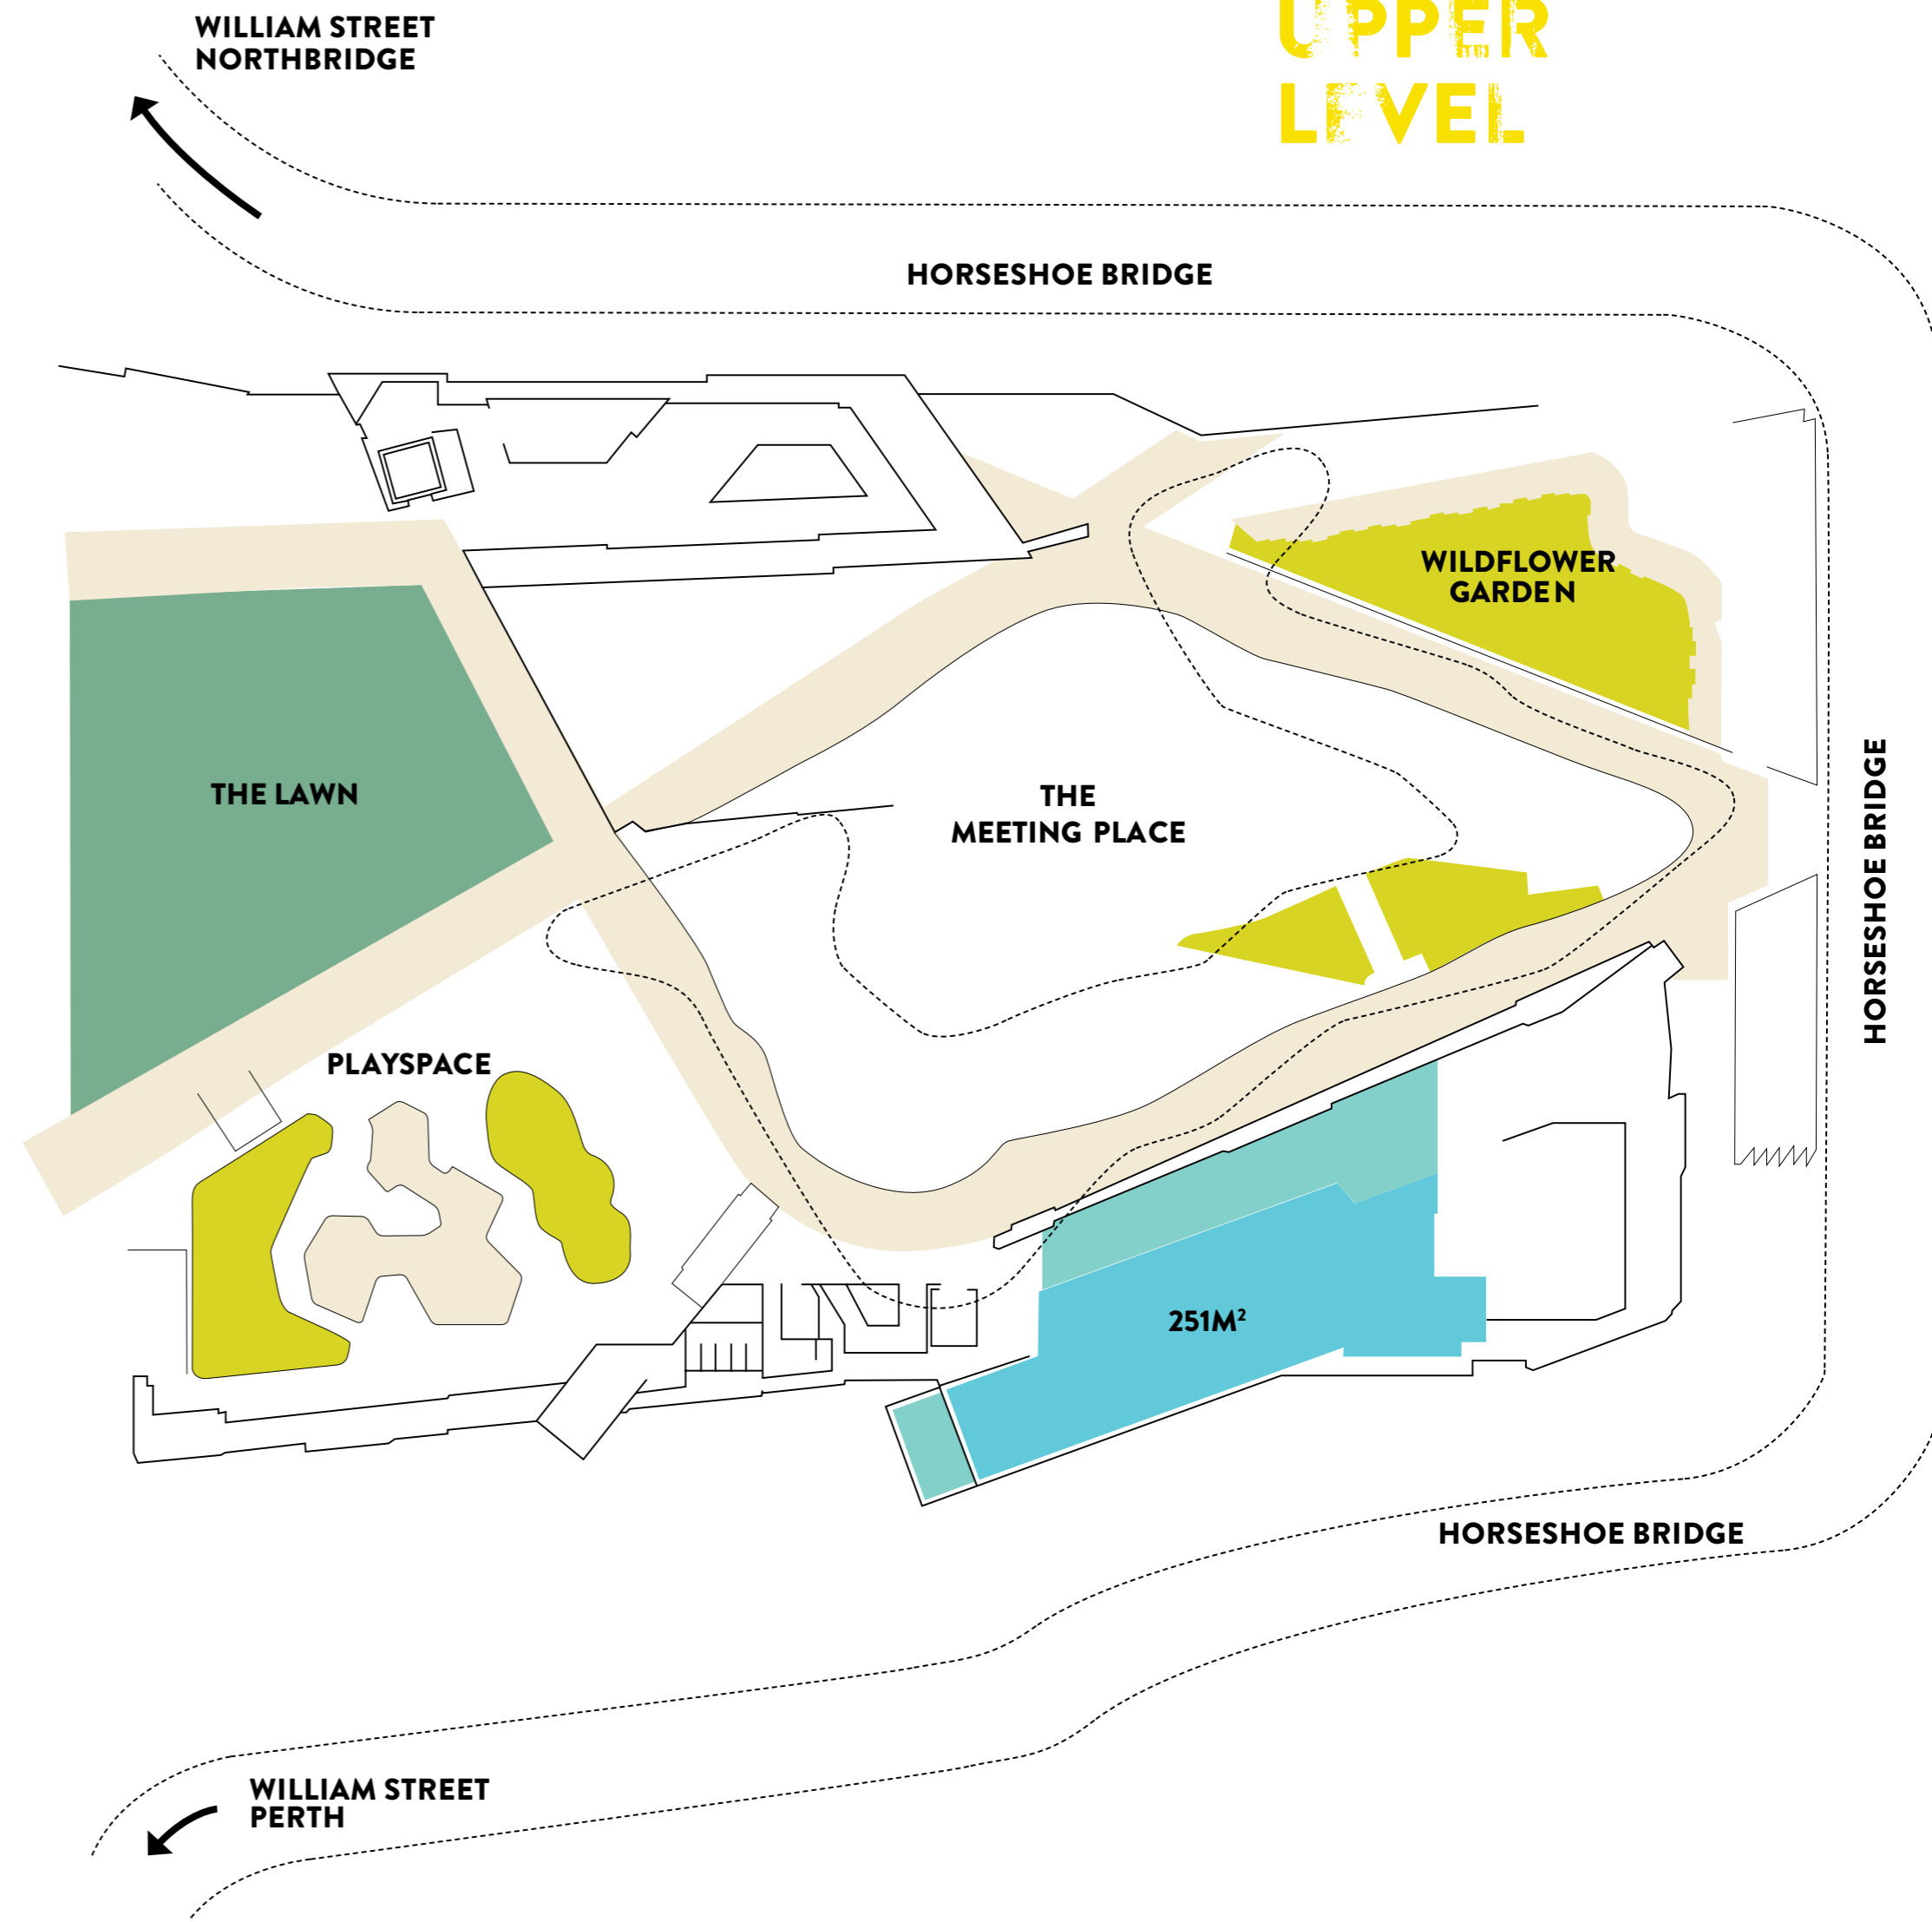 UPPER
LEVEL
WILLIAM STREET
NORTHBRIDGE
HORSESHOE BRIDGE
WILDFLOWER
GARDEN
THE LAWN
THE
MEETING PLACE
HORSESHOE BRIDGE
PLAYSPACE
251M²
HORSESHOE BRIDGE
WILLIAM STREET
PERTH